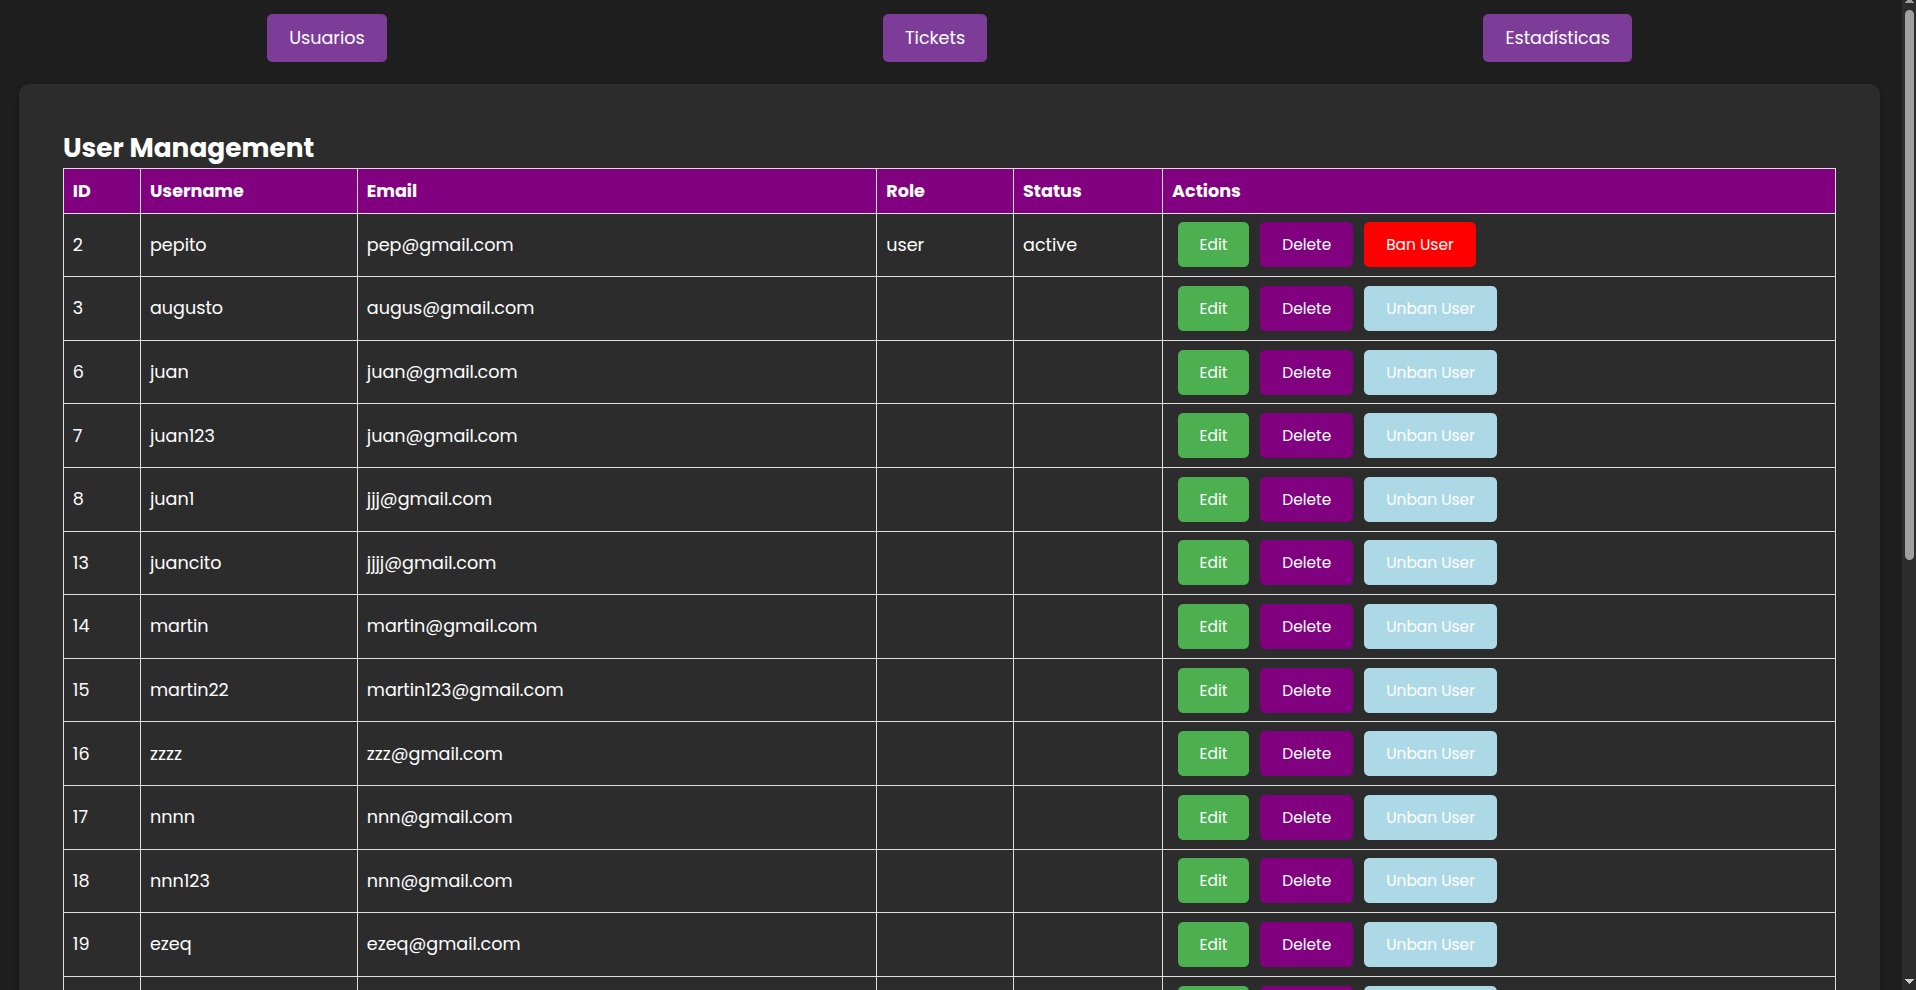 Usuarios Tickets Estadísticas
User Management
ID Username Email Role Status Actions
2 pepito pep@gmail.com user active Edit Delete Ban User
3 augusto augus@gmail.com Edit Delete Unban User
6 juan juan@gmail.com Edit Delete Unban User
7 juan123 juan@gmail.com Edit Delete Unban User
8 juan1 jjj@gmail.com Edit Delete Unban User
13 juancito jjjj@gmail.com Edit Delete Unban User
14 martin martin@gmail.com Edit Delete Unban User
15 martin22 martin123@gmail.com Edit Delete Unban User
16 zzzz zzz@gmail.com Edit Delete Unban User
17 nnnn nnn@gmail.com Edit Delete Unban User
18 nnn123 nnn@gmail.com Edit Delete Unban User
19 ezeq ezeq@gmail.com Edit Delete Unban User